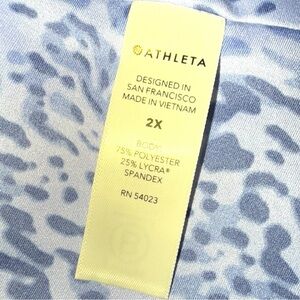 ATHLETA
DESIGNED IN
SAN FRANCISCO
MADE IN VIETNAM
2X
BODY
75% POLYESTER
25% LYCRA®
SPANDEX
RN 54023